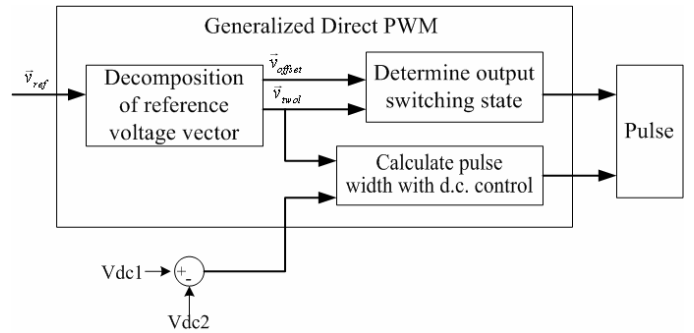 Generalized Direct PWM
v⃗ref
Decomposition
of reference
voltage vector
v⃗offset
v⃗twol
Determine output
switching state
Calculate pulse
width with d.c. control
Pulse
Vdc1
+
-
Vdc2